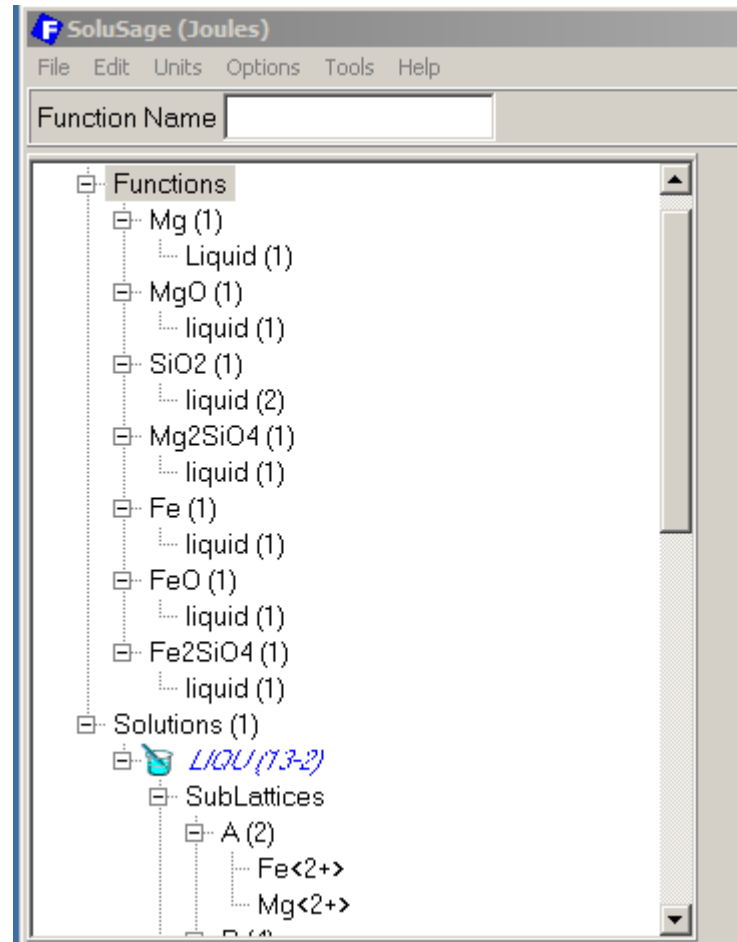 SoluSage (Joules)
File Edit Units Options Tools Help
Function Name
Functions
Mg (1)
Liquid (1)
MgO (1)
liquid (1)
SiO2 (1)
liquid (2)
Mg2SiO4 (1)
liquid (1)
Fe (1)
liquid (1)
FeO (1)
liquid (1)
Fe2SiO4 (1)
liquid (1)
Solutions (1)
LIQU (13-2)
SubLattices
A (2)
Fe<2+>
Mg<2+>